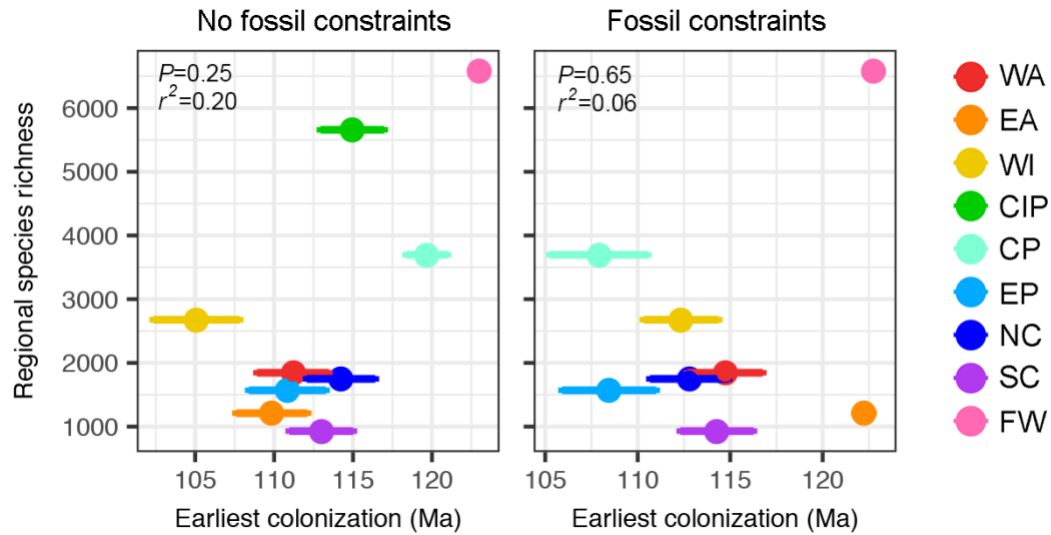 No fossil constraints
Fossil constraints
Regional species richness
P=0.25
r²=0.20
6000
5000
4000
3000
2000
1000
105
110
115
120
Earliest colonization (Ma)
P=0.65
r²=0.06
105
110
115
120
Earliest colonization (Ma)
WA
EA
WI
CIP
CP
EP
NC
SC
FW